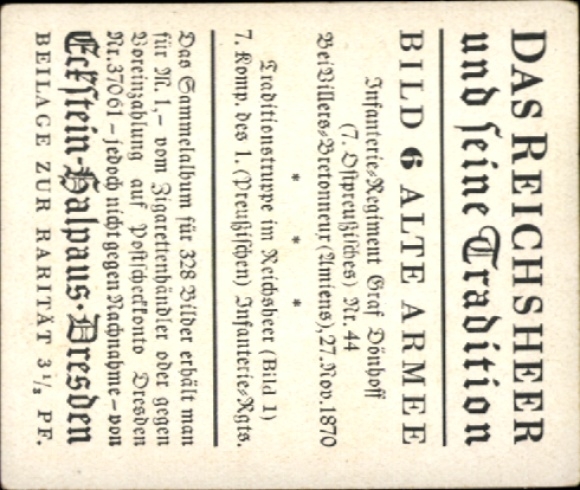 DAS REICHSHEER
und seine Tradition
BILD 6 ALTE ARMEE
Infanterie-Regiment Graf Dönhoff
(7. Ostpreußisches) Nr. 44
Bei Villers-Bretonneux (Amiens), 27. Nov. 1870
* * *
Traditionstruppe im Reichsheer (Bild 1)
7. Komp. des 1. (Preußischen) Infanterie-Rgts.
Das Sammelalbum für 328 Bilder erhält man
für M. 1,– vom Zigarettenhändler oder gegen
Voreinzahlung auf Postscheckkonto Dresden
Nr. 37061 – jedoch nicht gegen Nachnahme – von
Eckstein-Halpaus · Dresden
BEILAGE ZUR RARITÄT 3 1/3 PF.